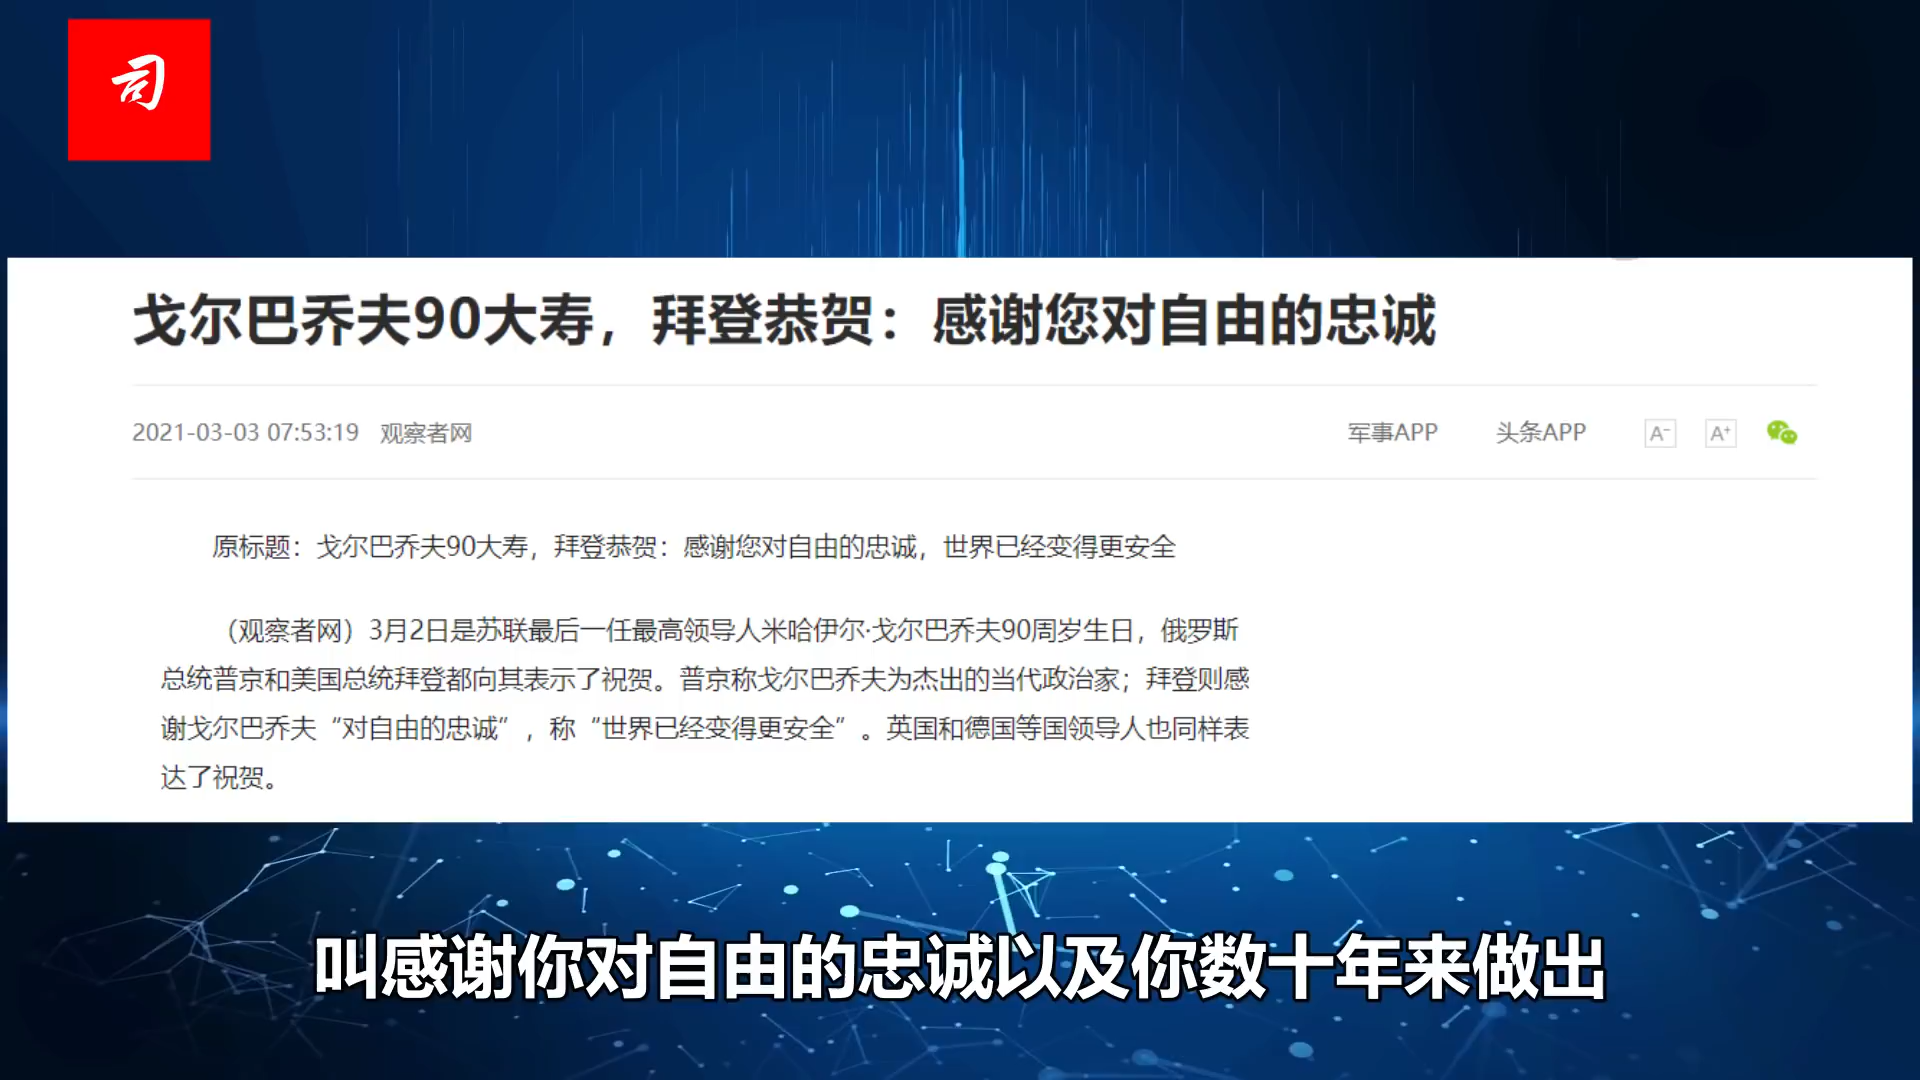 司
戈尔巴乔夫90大寿，拜登恭贺：感谢您对自由的忠诚
2021-03-03 07:53:19 观察者网 军事APP 头条APP A- A+
原标题：戈尔巴乔夫90大寿，拜登恭贺：感谢您对自由的忠诚，世界已经变得更安全
（观察者网）3月2日是苏联最后一任最高领导人米哈伊尔·戈尔巴乔夫90周岁生日，俄罗斯
总统普京和美国总统拜登都向其表示了祝贺。普京称戈尔巴乔夫为杰出的当代政治家；拜登则感
谢戈尔巴乔夫“对自由的忠诚”，称“世界已经变得更安全”。英国和德国等国领导人也同样表
达了祝贺。
叫感谢你对自由的忠诚以及你数十年来做出